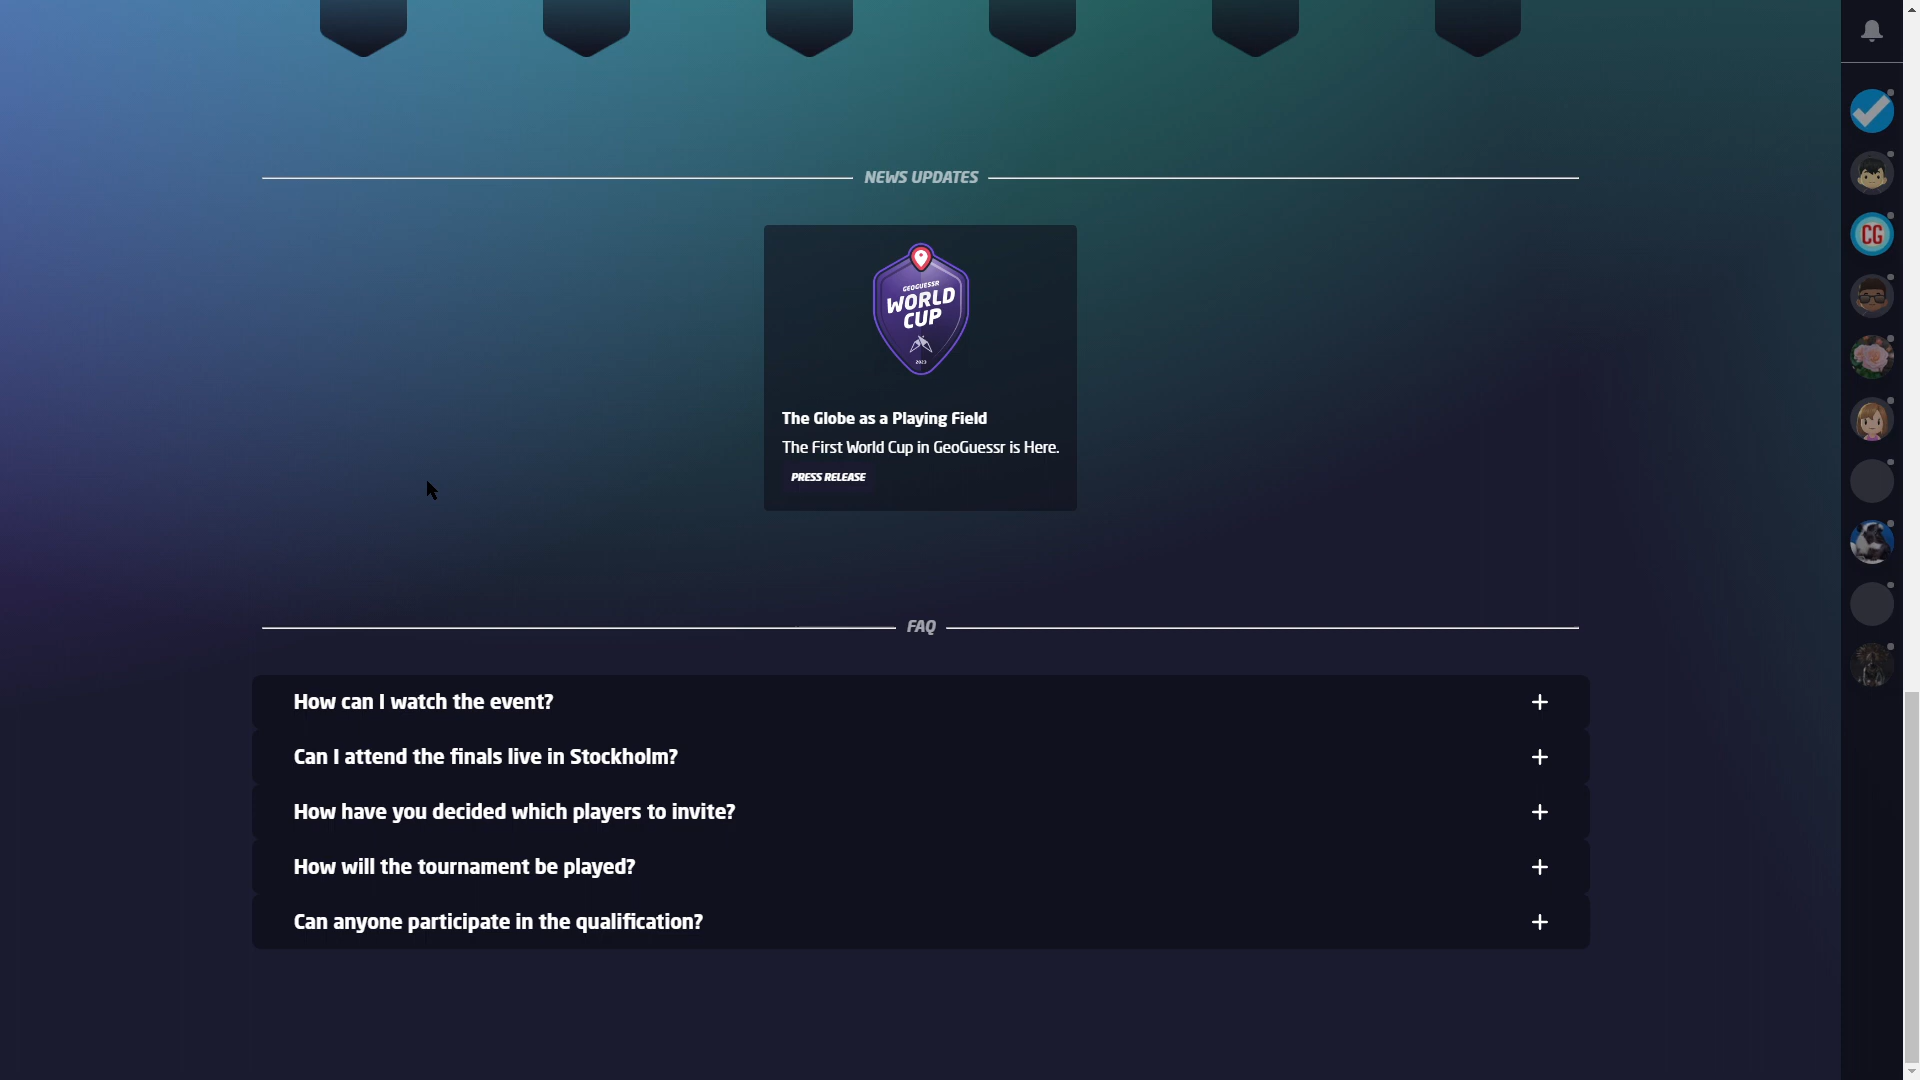 NEWS UPDATES
GEOGUESSR
WORLD
CUP
2023
The Globe as a Playing Field
The First World Cup in GeoGuessr is Here.
PRESS RELEASE
FAQ
How can I watch the event?
Can I attend the finals live in Stockholm?
How have you decided which players to invite?
How will the tournament be played?
Can anyone participate in the qualification?
CG